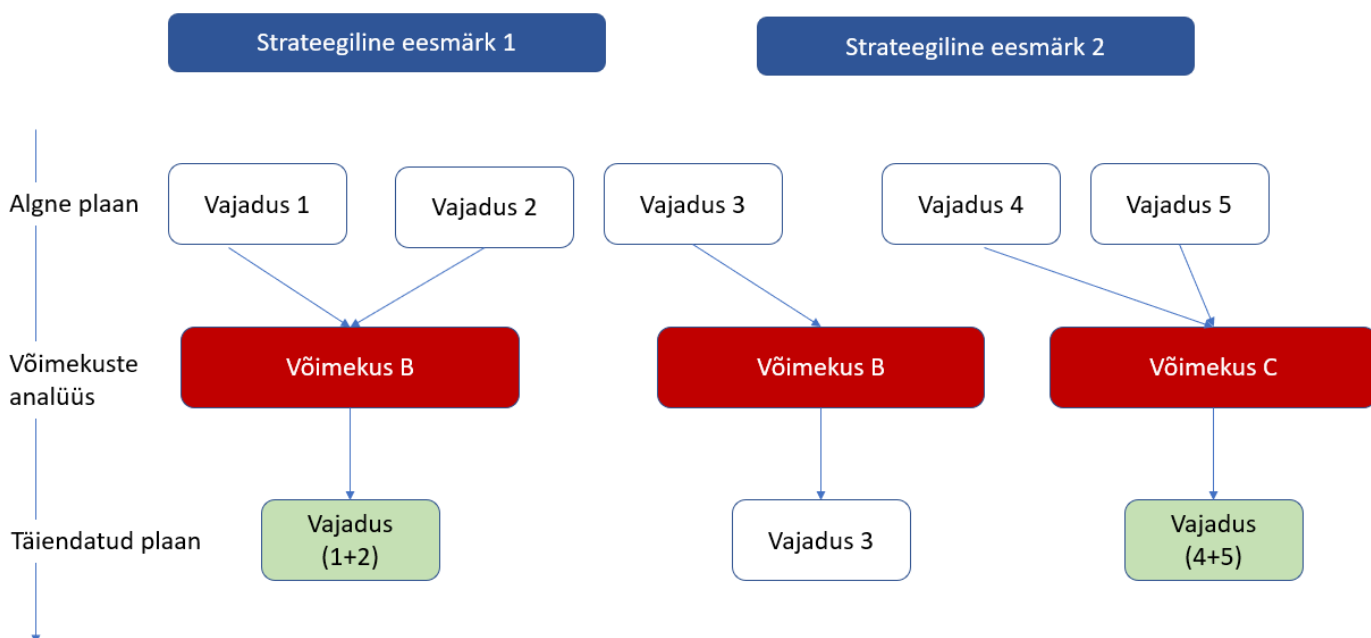 Strateegiline eesmärk 1
Strateegiline eesmärk 2
Algne plaan
Vajadus 1
Vajadus 2
Vajadus 3
Vajadus 4
Vajadus 5
Võimekuste
analüüs
Võimekus B
Võimekus B
Võimekus C
Täiendatud plaan
Vajadus
(1+2)
Vajadus 3
Vajadus
(4+5)